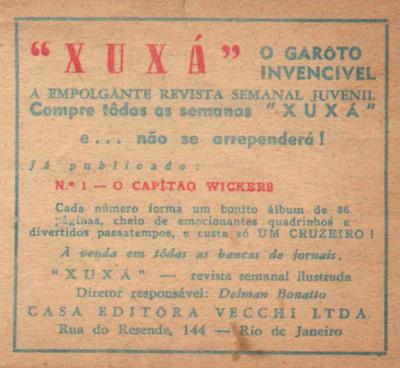 "XUXÁ" O GARÔTO
INVENCIVEL
A EMPOLGANTE REVISTA SEMANAL JUVENIL
Compre tôdas as semanas "XUXÁ"
e... não se arrependerá!
Já publicado:
N.º 1 — O CAPITÃO WICKERS
Cada número forma um bonito álbum de 36
páginas, cheio de emocionantes quadrinhos e
divertidos passatempos, e custa só UM CRUZEIRO!
À venda em tôdas as bancas de jornais.
"XUXÁ" — revista semanal ilustrada
Diretor responsável: Delman Bonatto
CASA EDITÔRA VECCHI LTDA.
Rua do Resende, 144 — Rio de Janeiro